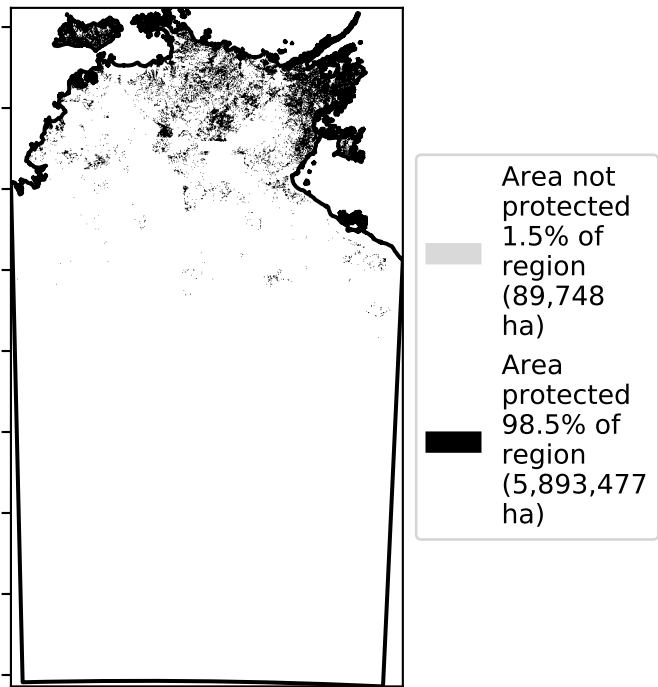 Area not
protected
1.5% of
region
(89,748
ha)
Area
protected
98.5% of
region
(5,893,477
ha)